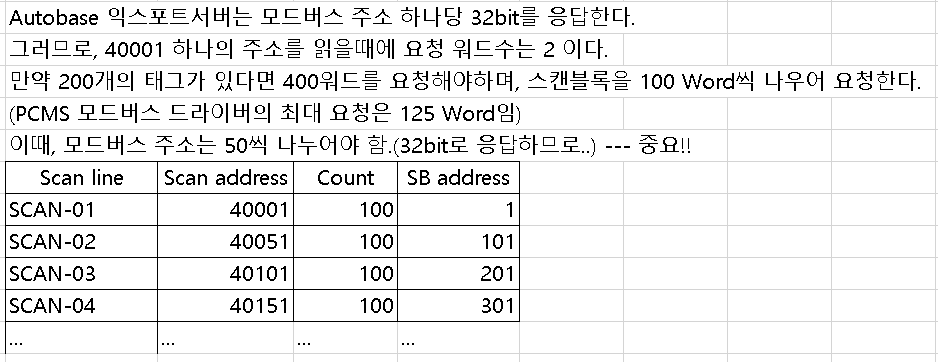 Autobase 익스포트서버는 모드버스 주소 하나당 32bit를 응답한다.
그러므로, 40001 하나의 주소를 읽을때에 요청 워드수는 2 이다.
만약 200개의 태그가 있다면 400워드를 요청해야하며, 스캔블록을 100 Word씩 나우어 요청한다.
(PCMS 모드버스 드라이버의 최대 요청은 125 Word임)
이때, 모드버스 주소는 50씩 나누어야 함.(32bit로 응답하므로..) --- 중요!!
Scan line Scan address Count SB address
SCAN-01 40001 100 1
SCAN-02 40051 100 101
SCAN-03 40101 100 201
SCAN-04 40151 100 301
... ... ... ...